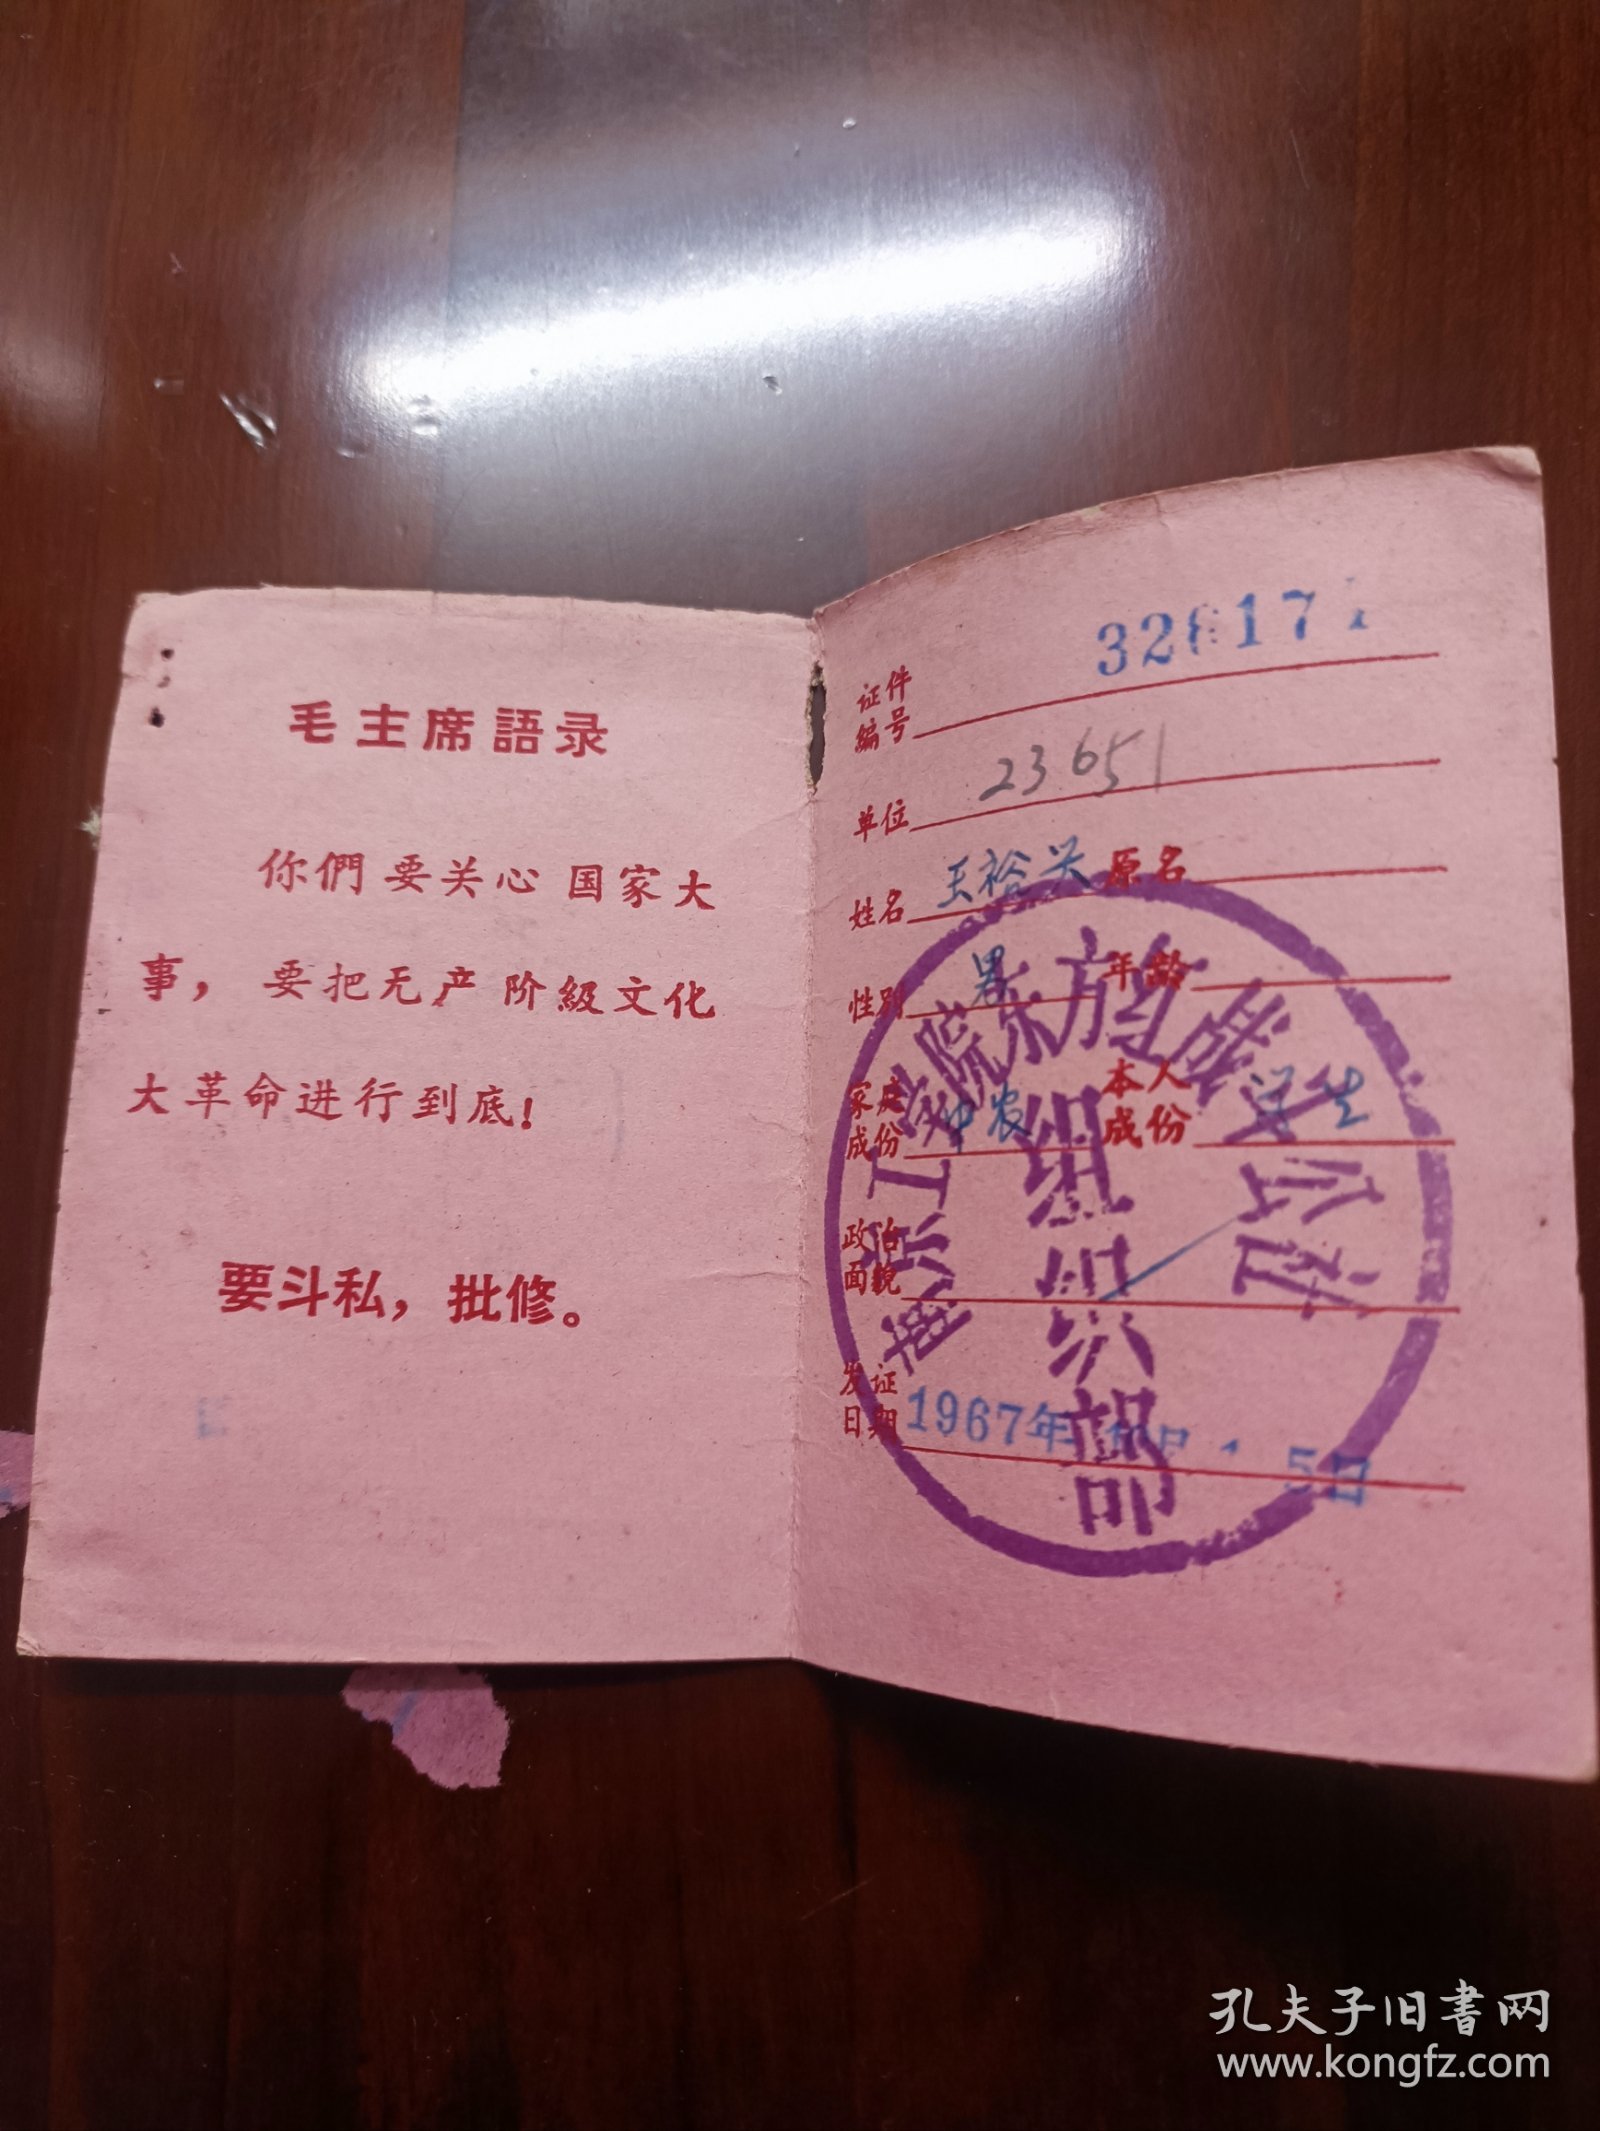 毛主席語录
你們要关心国家大
事，要把无产阶級文化
大革命进行到底！
要斗私，批修。
证件
编号
单位 23651
姓名 王裕兴 原名
性别 男 年龄
家庭
成份 中农
本人
成份 学生
政治
面貌
发证
日期 1967年
5日
组织部
孔夫子旧書网
www.kongfz.com